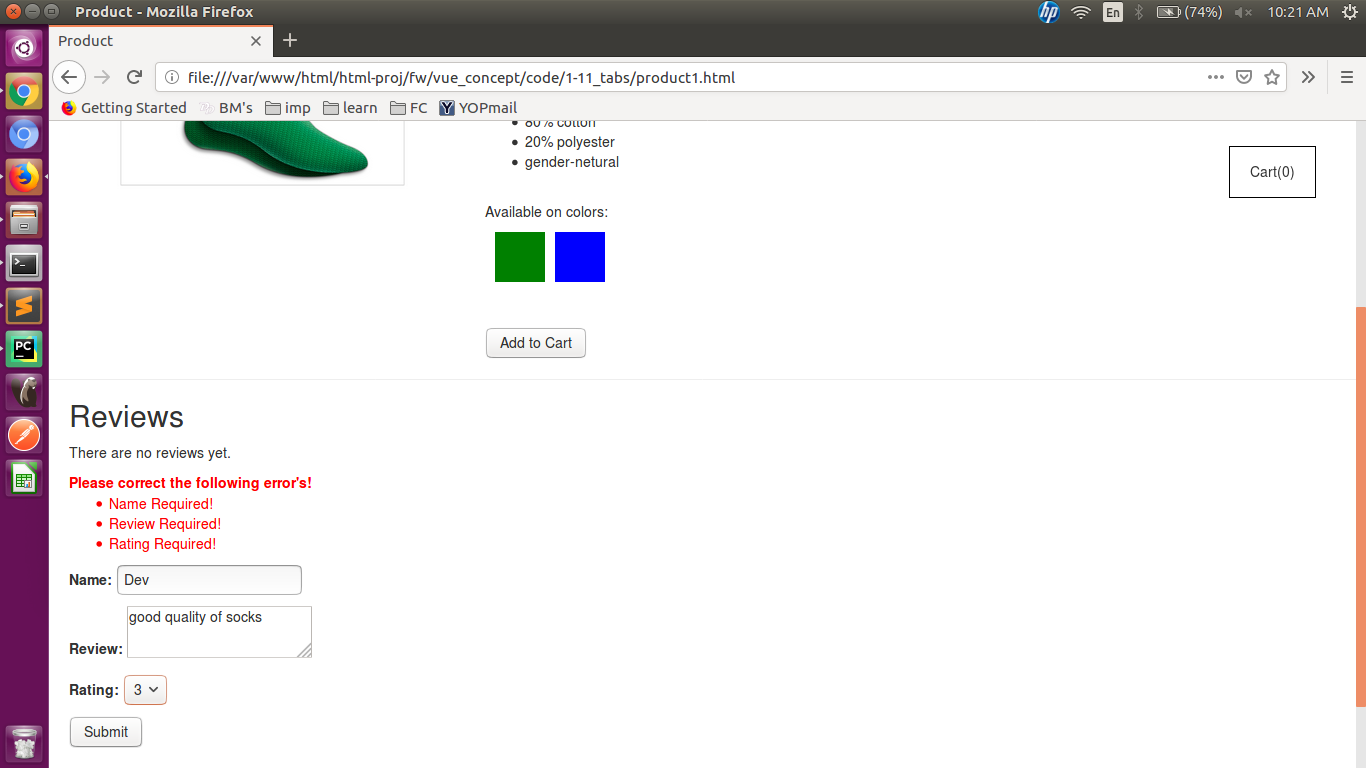 Product - Mozilla Firefox
En
(74%)
10:21 AM
Product
file:///var/www/html/html-proj/fw/vue_concept/code/1-11_tabs/product1.html
Getting Started
BM's
imp
learn
FC
YOPmail
80% cotton
20% polyester
gender-netural
Cart(0)
Available on colors:
Add to Cart
Reviews
There are no reviews yet.
Please correct the following error's!
Name Required!
Review Required!
Rating Required!
Name: Dev
good quality of socks
Review:
Rating: 3
Submit